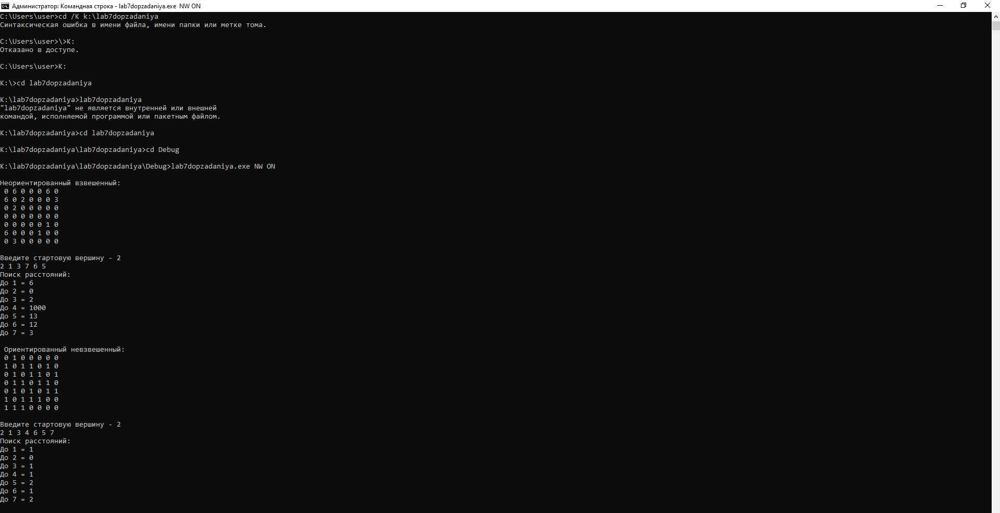 Администратор: Командная строка - lab7dopzadaniya.exe  NW ON
C:\Users\user>cd /K k:\lab7dopzadaniya
Синтаксическая ошибка в имени файла, имени папки или метке тома.
C:\Users\user>\>K:
Отказано в доступе.
C:\Users\user>K:
K:\>cd lab7dopzadaniya
K:\lab7dopzadaniya>lab7dopzadaniya
"lab7dopzadaniya" не является внутренней или внешней
командой, исполняемой программой или пакетным файлом.
K:\lab7dopzadaniya>cd lab7dopzadaniya
K:\lab7dopzadaniya\lab7dopzadaniya>cd Debug
K:\lab7dopzadaniya\lab7dopzadaniya\Debug>lab7dopzadaniya.exe NW ON
Неориентированный взвешенный:
0 6 0 0 0 6 0
6 0 2 0 0 0 3
0 2 0 0 0 0 0
0 0 0 0 0 0 0
0 0 0 0 0 1 0
6 0 0 0 1 0 0
0 3 0 0 0 0 0
Введите стартовую вершину - 2
2 1 3 7 6 5
Поиск расстояний:
До 1 = 6
До 2 = 0
До 3 = 2
До 4 = 1000
До 5 = 13
До 6 = 12
До 7 = 3
Ориентированный невзвешенный:
0 1 0 0 0 0 0
1 0 1 1 0 1 0
0 1 0 1 1 0 1
0 1 1 0 1 1 0
0 1 0 1 0 1 1
1 0 1 1 1 0 0
1 1 1 0 0 0 0
Введите стартовую вершину - 2
2 1 3 4 6 5 7
Поиск расстояний:
До 1 = 1
До 2 = 0
До 3 = 1
До 4 = 1
До 5 = 2
До 6 = 1
До 7 = 2